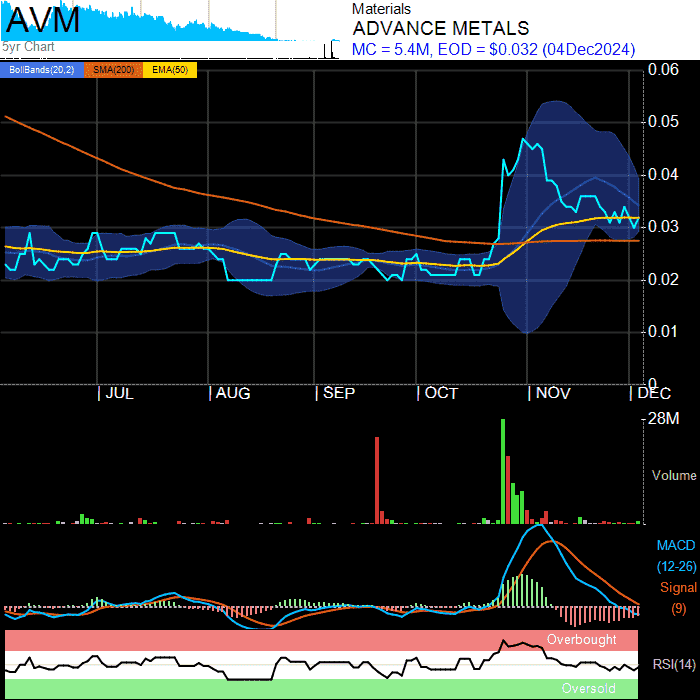 AVM
5yr Chart
Materials
ADVANCE METALS
MC = 5.4M, EOD = $0.032 (04Dec2024)
BollBands(20,2) SMA(200) EMA(50)
0.06
0.05
0.04
0.03
0.02
0.01
0
JUL AUG SEP OCT NOV DEC
28M
Volume
MACD
(12-26)
Signal
(9)
Overbought
RSI(14)
Oversold